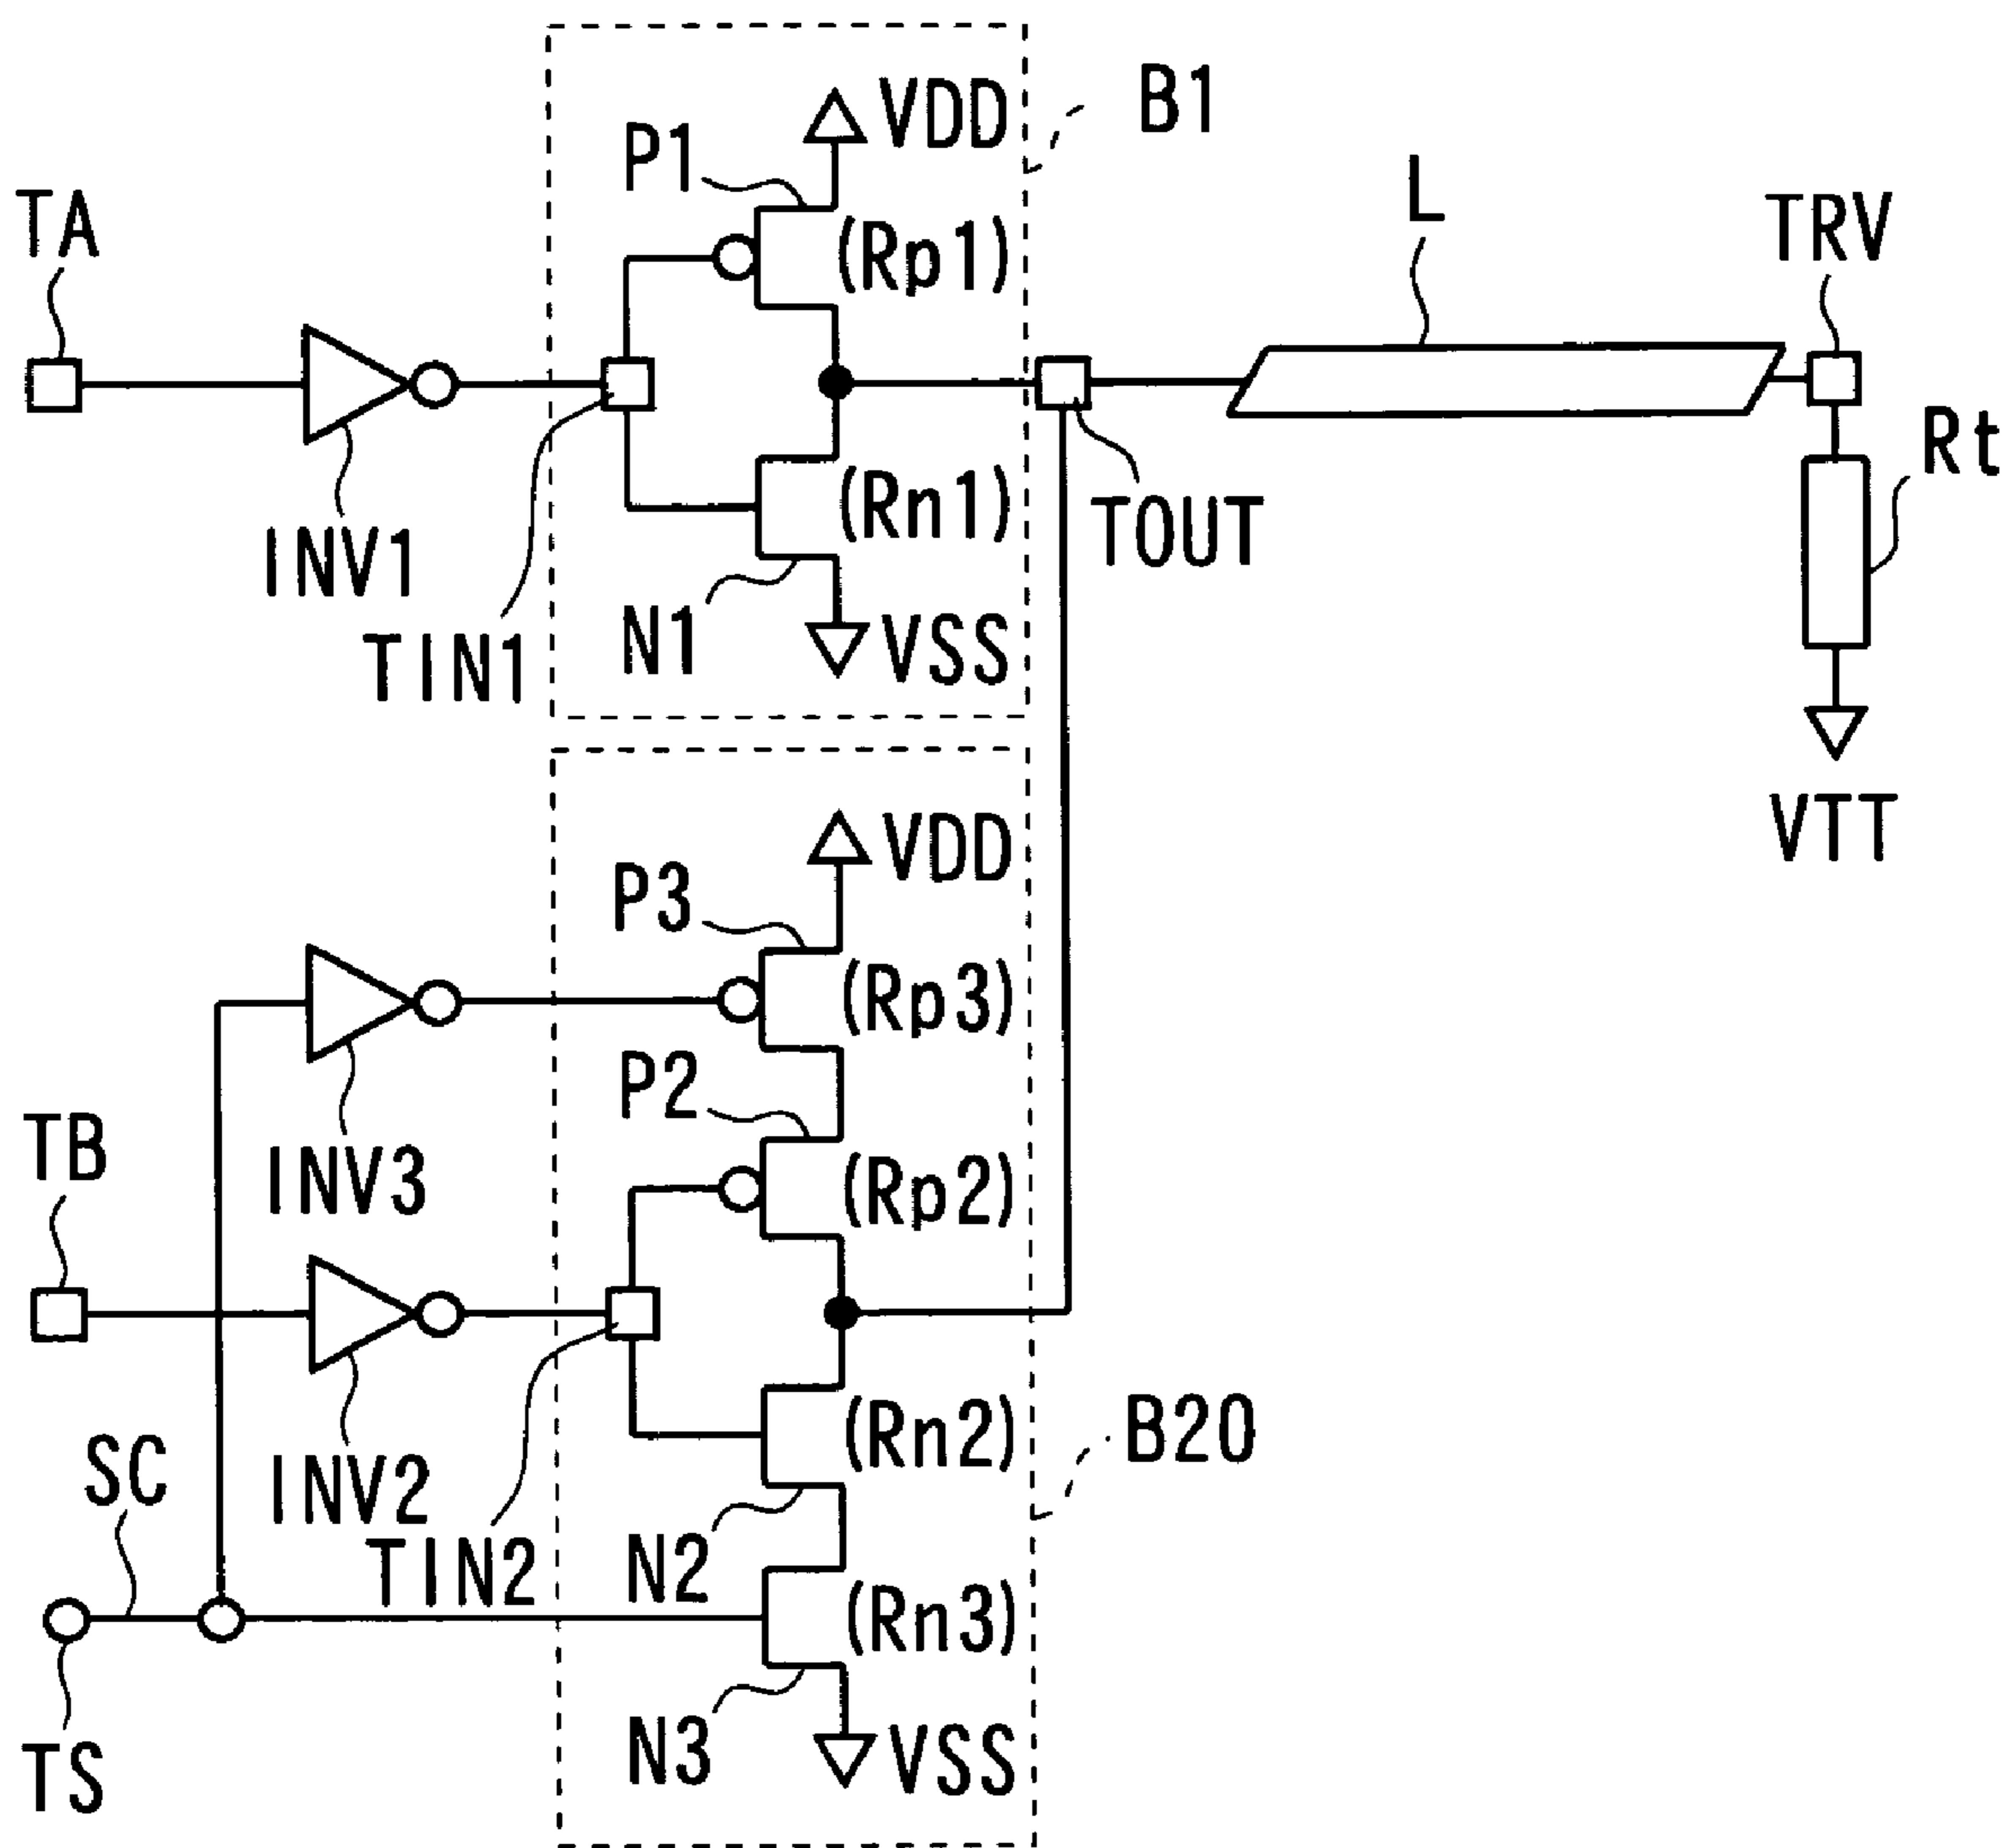 B1
VDD
P1
L
TA
TRV
(Rp1)
Rt
(Rn1)
TOUT
INV1
TIN1
N1
VSS
VTT
VDD
P3
(Rp3)
P2
TB
INV3
(Rp2)
B20
SC
(Rn2)
INV2
TIN2
N2
(Rn3)
TS
N3
VSS